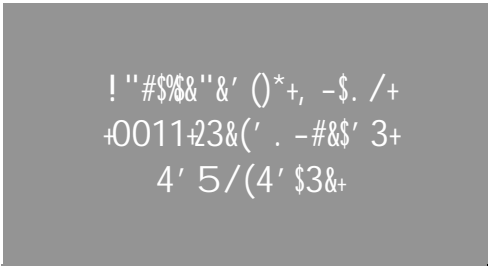 ! "#$%$&"&' ()*+, -$. /+
+0011+23&(' . -#&$' 3+
4' 5/(4' $3&+